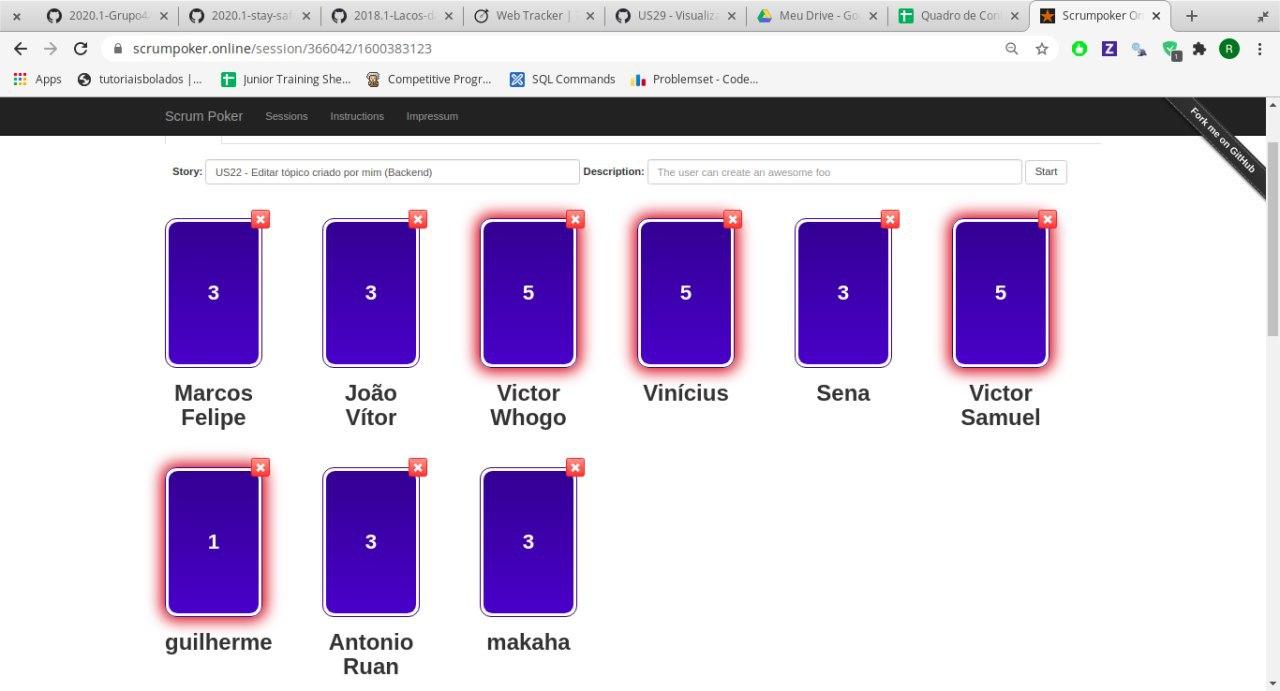 2020.1-Grupo4
2020.1-stay-saf
2018.1-Lacos-d
Web Tracker | T
US29 - Visualiza
Meu Drive - Go
Quadro de Con
Scrumpoker On
scrumpoker.online/session/366042/1600383123
Z
1
R
Apps
tutoriaisbolados |...
Junior Training She...
Competitive Progr...
SQL Commands
Problemset - Code...
Scrum Poker
Sessions
Instructions
Impressum
Fork me on GitHub
Story:
US22 - Editar tópico criado por mim (Backend)
Description:
The user can create an awesome foo
Start
3
3
5
5
3
5
Marcos
Felipe
João
Vítor
Victor
Whogo
Vinícius
Sena
Victor
Samuel
1
3
3
guilherme
Antonio
Ruan
makaha